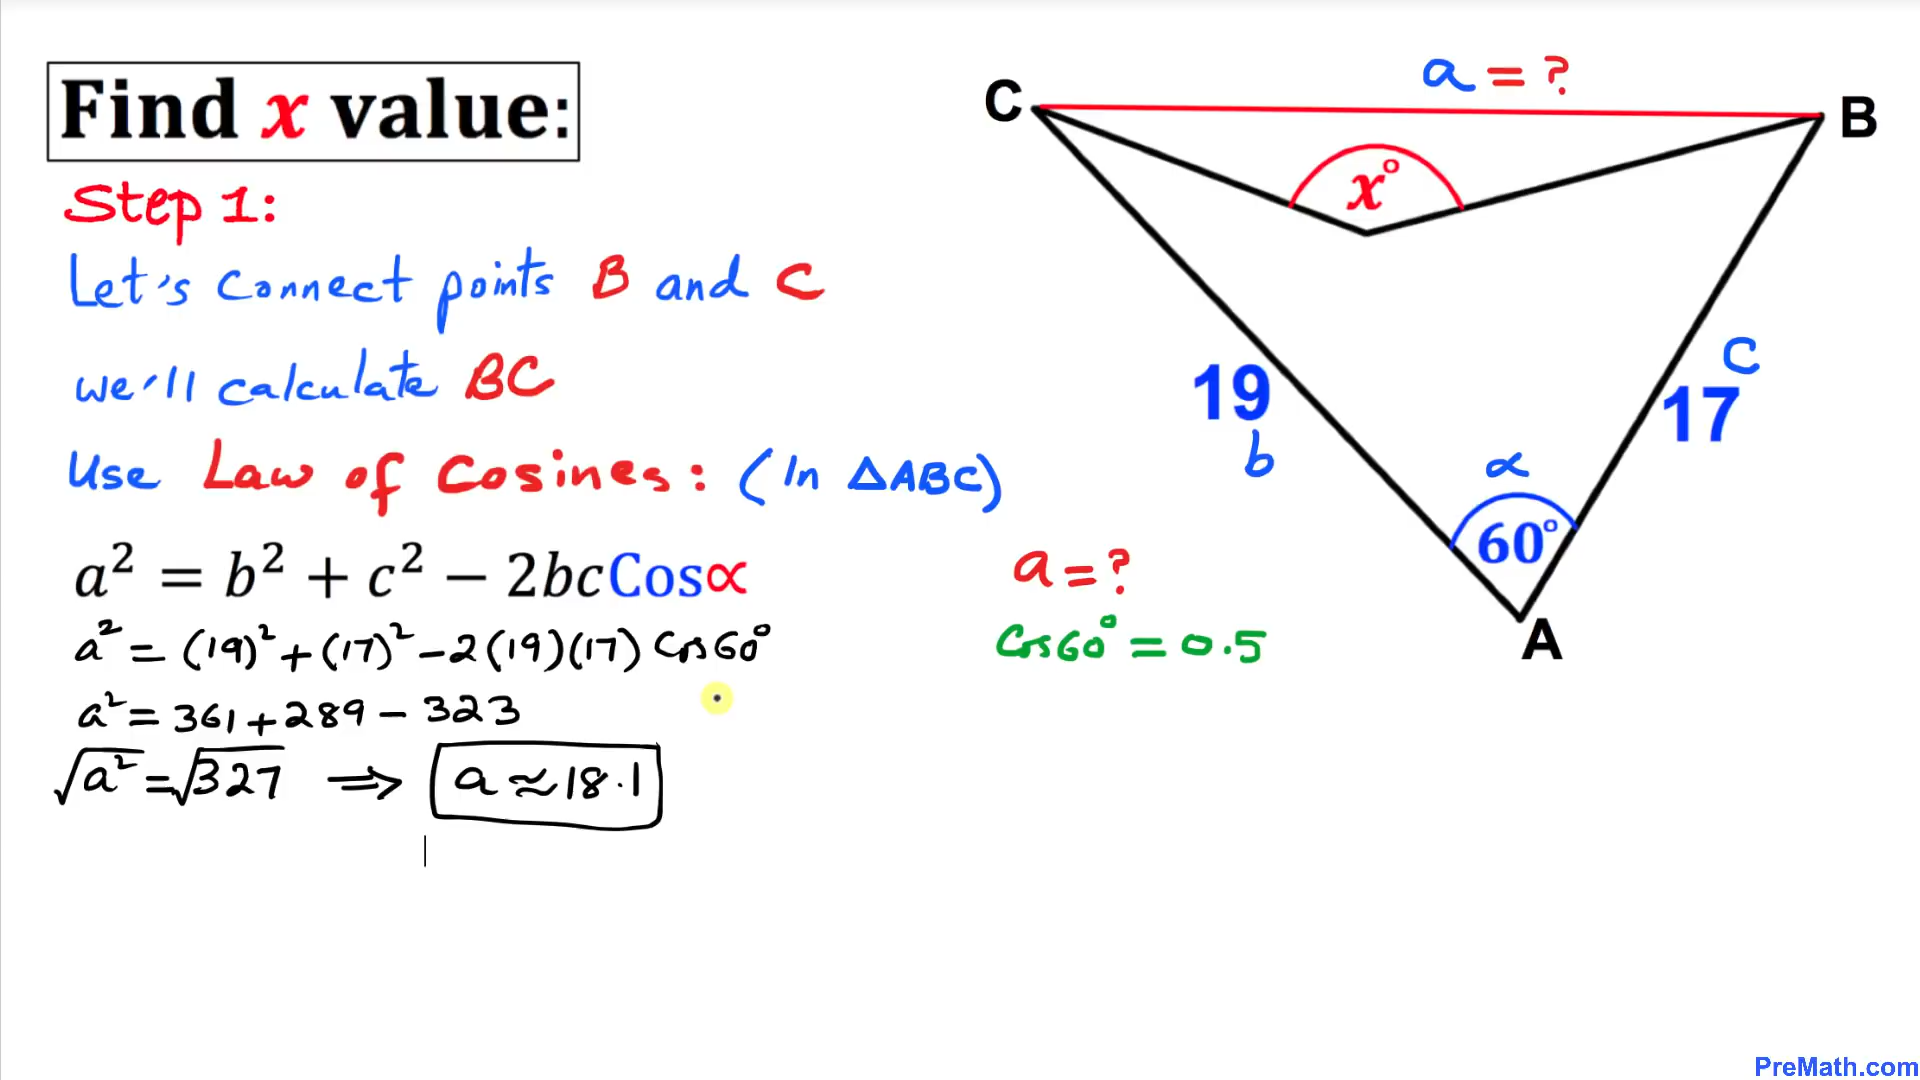 Find x value:
Step 1:
Let's connect points B and C
we'll calculate BC
Use Law of Cosines: (In △ABC)
a² = b² + c² − 2bcCos∝
a² = (19)² + (17)² − 2(19)(17) Cos60°
a² = 361 + 289 − 323
√a² = √327 ⟹ a ≈ 18.1
a = ?
Cos60° = 0.5
a = ?
C
B
x°
19
b
C
17
∝
60°
A
PreMath.com